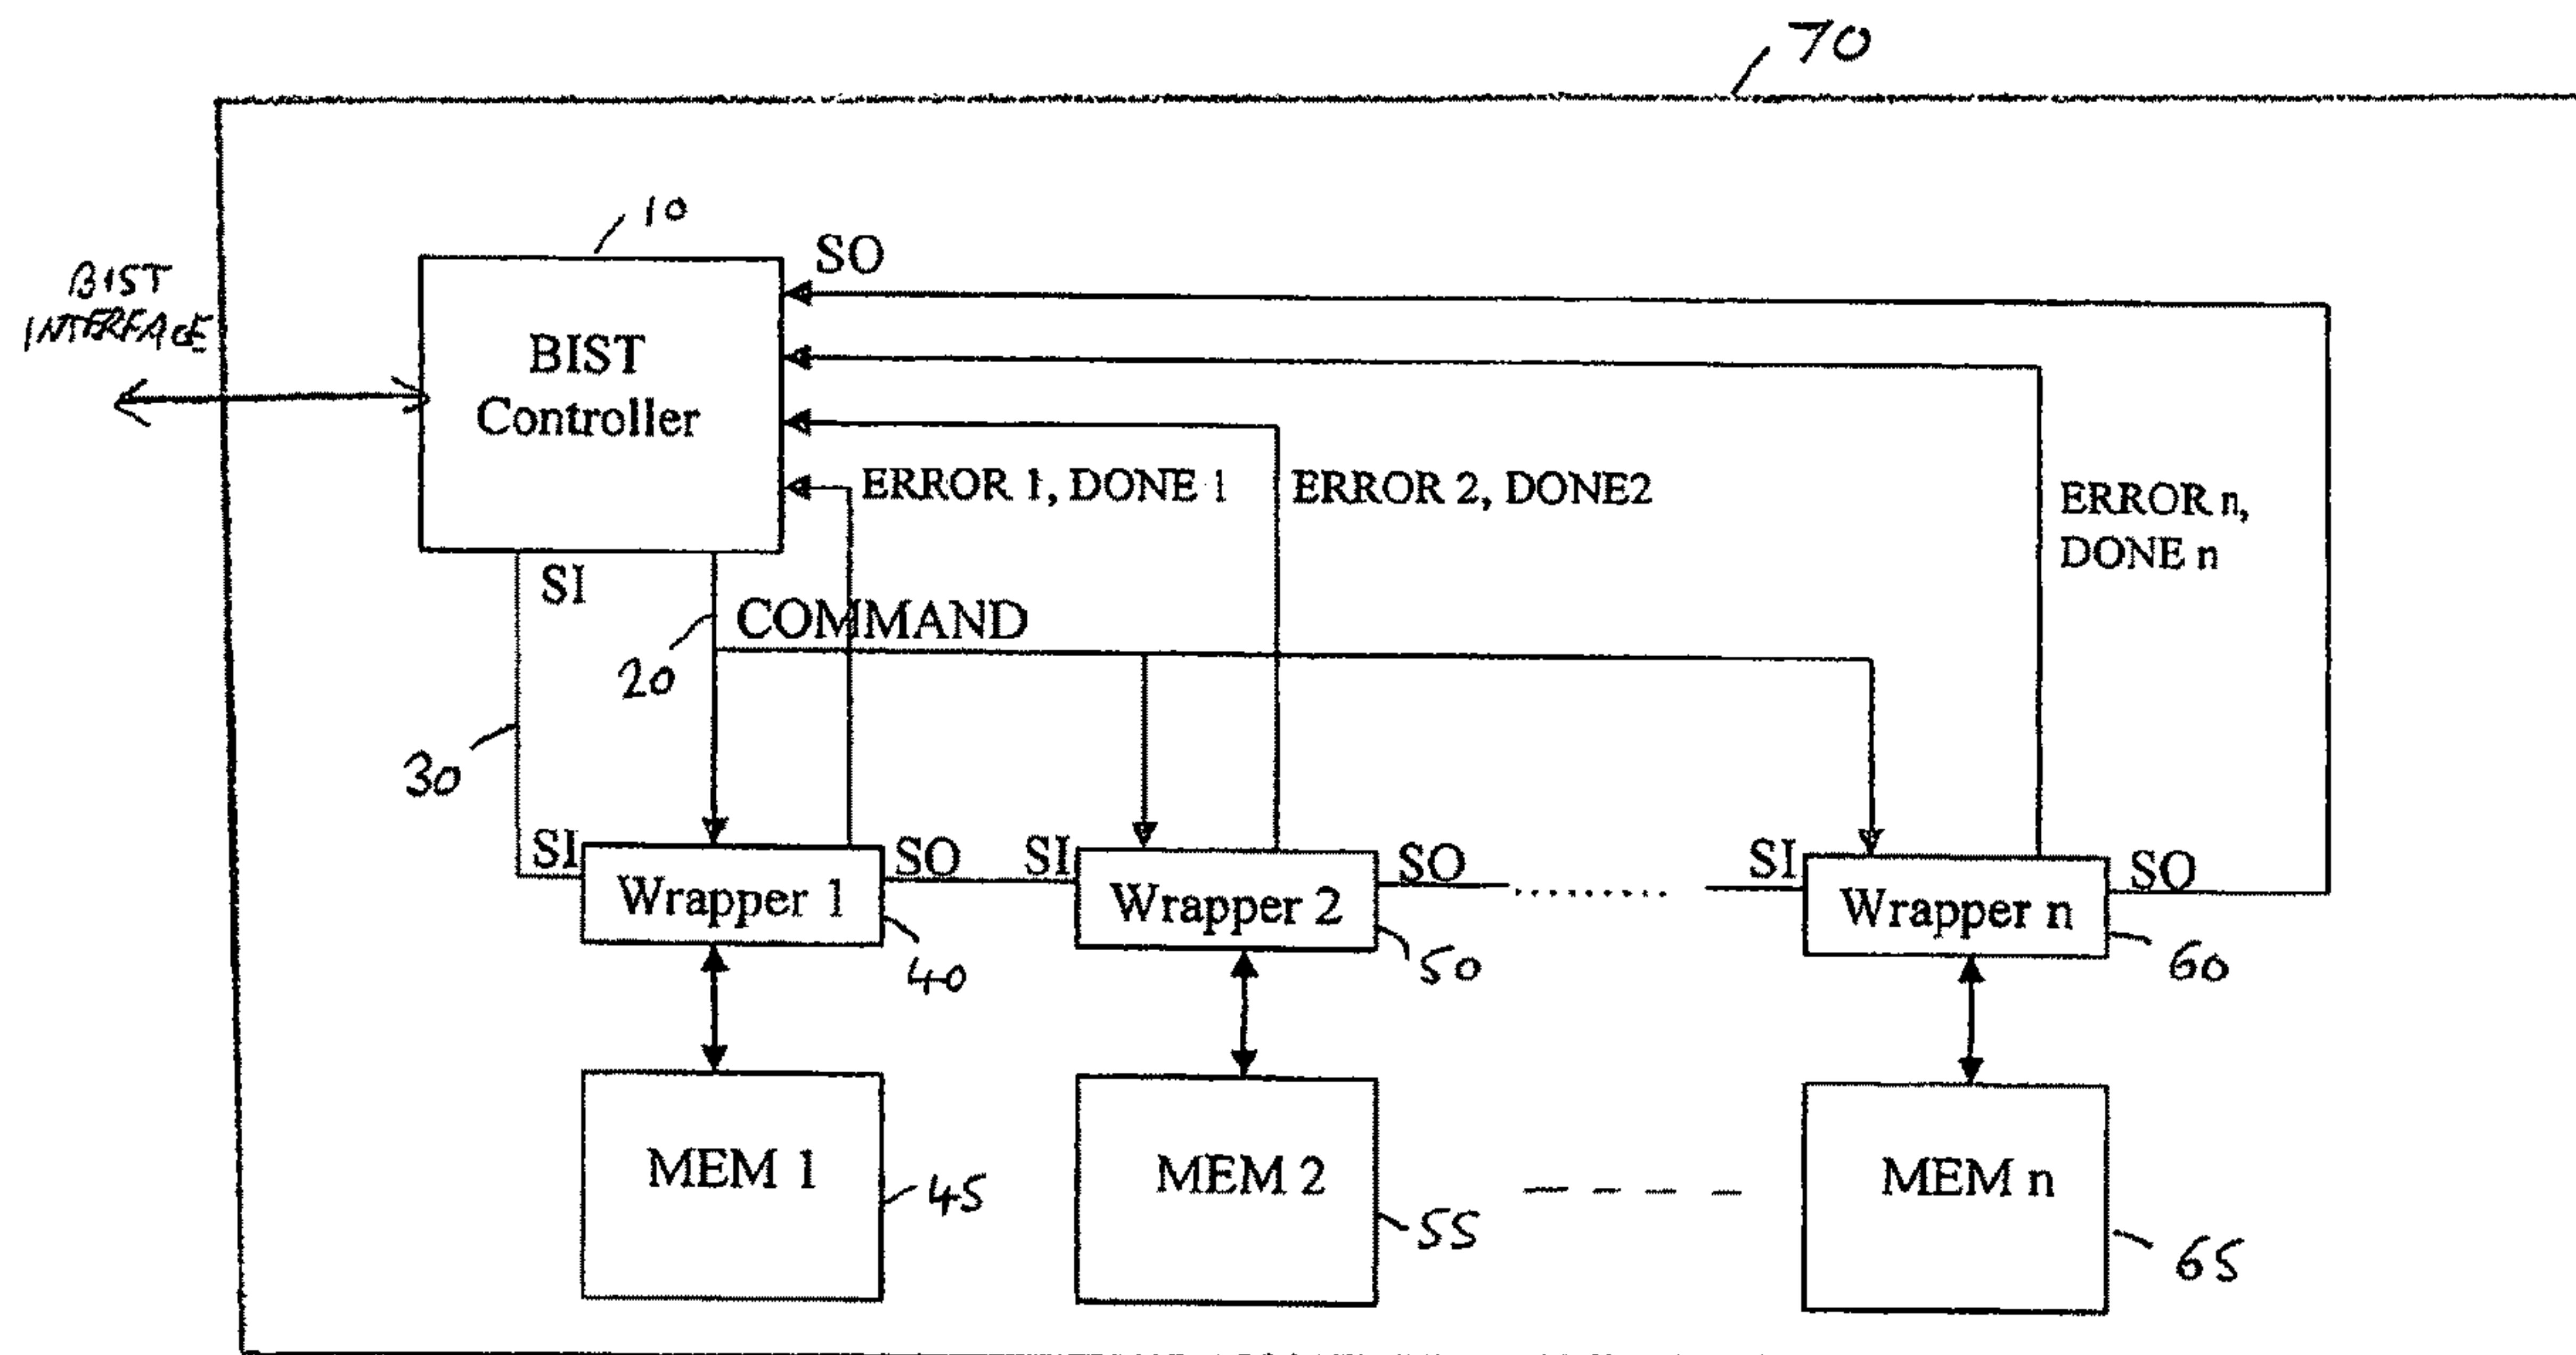 70
10
SO
BIST
INTERFACE
BIST
Controller
ERROR 1, DONE 1
ERROR 2, DONE2
ERROR n,
DONE n
SI
COMMAND
20
30
SI
Wrapper 1
SO
SI
Wrapper 2
SO
SI
Wrapper n
SO
40
50
60
MEM 1
45
MEM 2
55
MEM n
65